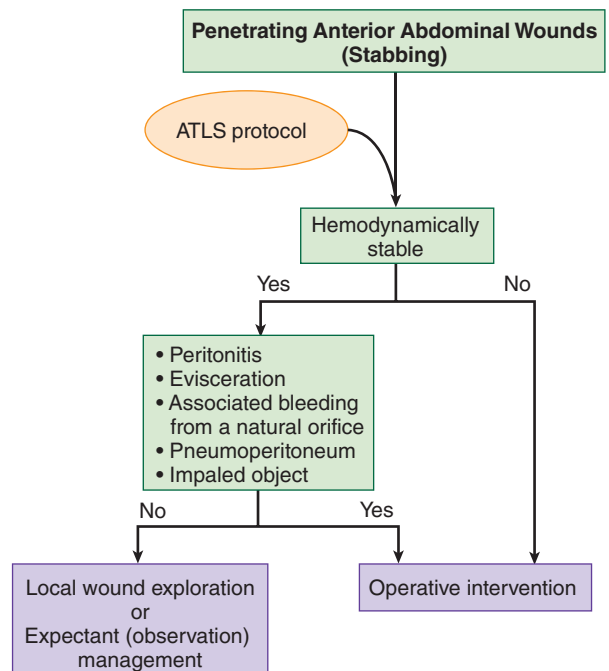 Penetrating Anterior Abdominal Wounds
(Stabbing)
ATLS protocol
Hemodynamically
stable
Yes
No
• Peritonitis
• Evisceration
• Associated bleeding
from a natural orifice
• Pneumoperitoneum
• Impaled object
No
Yes
Local wound exploration
or
Expectant (observation)
management
Operative intervention